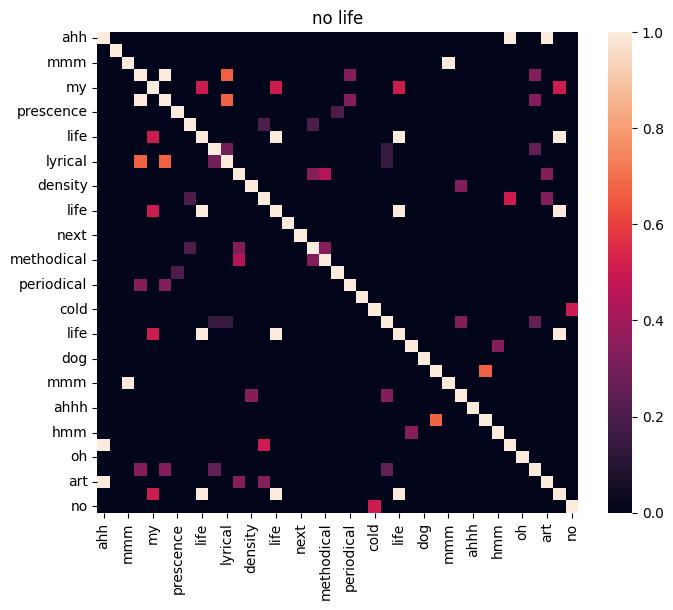 no life
ahh
mmm
my
prescence
life
lyrical
density
life
next
methodical
periodical
cold
life
dog
mmm
ahhh
hmm
oh
art
no
1.0
0.8
0.6
0.4
0.2
0.0
ahh
mmm
my
prescence
life
lyrical
density
life
next
methodical
periodical
cold
life
dog
mmm
ahhh
hmm
oh
art
no